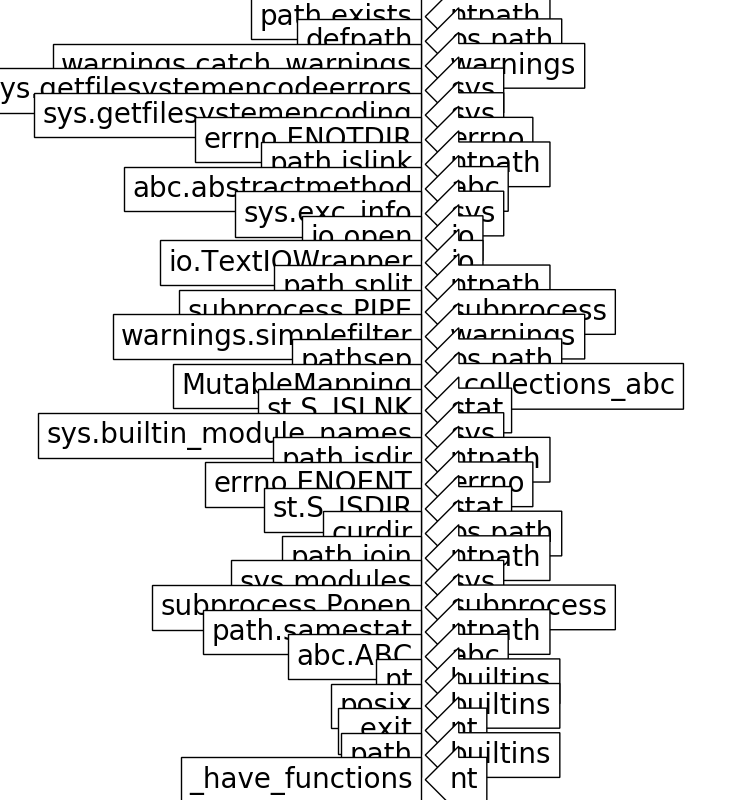 path.exists ntpath
defpath os.path
warnings.catch_warnings warnings
ys.getfilesystemencodeerrors sys
sys.getfilesystemencoding sys
errno.ENOTDIR errno
path.islink ntpath
abc.abstractmethod abc
sys.exc_info sys
io.open io
io.TextIOWrapper io
path.split ntpath
subprocess.PIPE subprocess
warnings.simplefilter warnings
pathsep os.path
MutableMapping collections_abc
st.S_ISLNK stat
sys.builtin_module_names sys
path.isdir ntpath
errno.ENOENT errno
st.S_ISDIR stat
curdir os.path
path.join ntpath
sys.modules sys
subprocess.Popen subprocess
path.samestat ntpath
abc.ABC abc
nt builtins
posix builtins
exit nt
path builtins
_have_functions nt